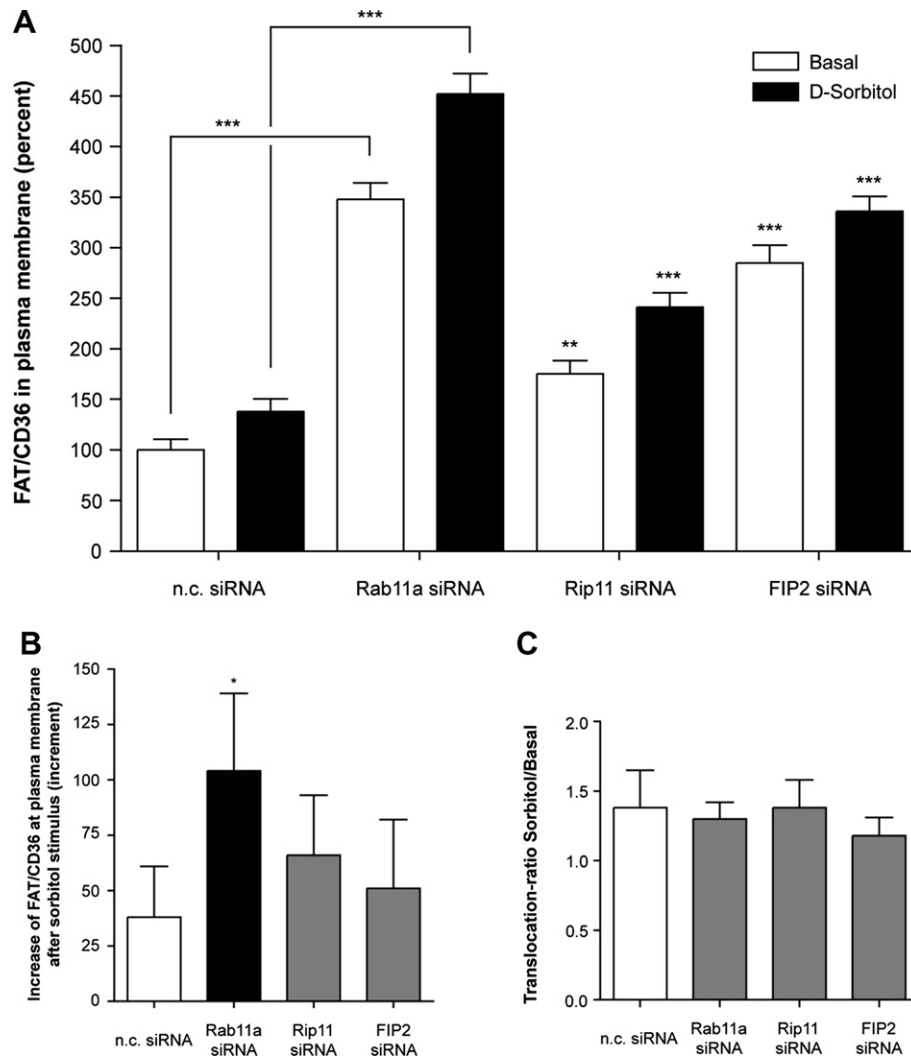 A
***
***
Basal
D-Sorbitol
FAT/CD36 in plasma membrane (percent)
500
450
400
350
300
250
200
150
100
50
0
**
***
***
***
n.c. siRNA
Rab11a siRNA
Rip11 siRNA
FIP2 siRNA
B
Increase of FAT/CD36 at plasma membrane
after sorbitol stimulus (increment)
150
125
100
75
50
25
0
*
n.c. siRNA
Rab11a
siRNA
Rip11
siRNA
FIP2
siRNA
C
Translocation-ratio Sorbitol/Basal
2.0
1.5
1.0
0.5
0.0
n.c. siRNA
Rab11a
siRNA
Rip11
siRNA
FIP2
siRNA